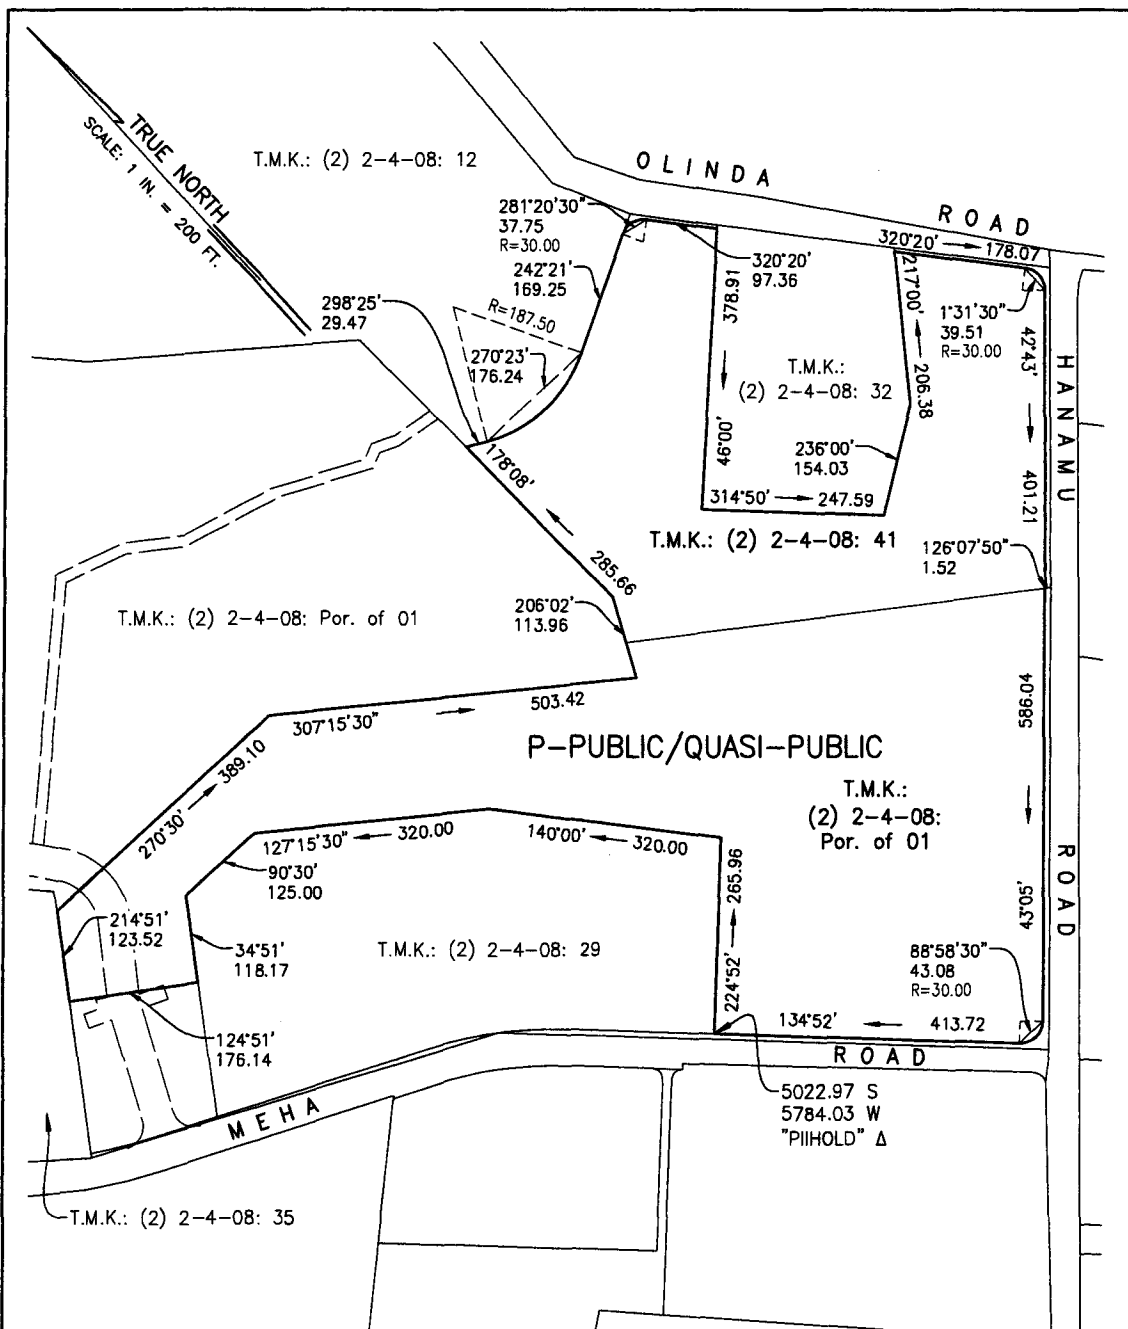 TRUE NORTH
SCALE: 1 IN. = 200 FT.
T.M.K.: (2) 2-4-08: 12
OLINDA
ROAD
281°20'30"
37.75
R=30.00
242°21'
169.25
298°25'
29.47
R=187.50
270°23'
176.24
320°20'
97.36
320°20' 178.07
378.91
46°00'
217°00'
206.38
1°31'30"
39.51
R=30.00
42°43'
401.21
HANAMU
T.M.K.:
(2) 2-4-08: 32
236°00'
154.03
314°50' 247.59
178°08'
285.66
T.M.K.: (2) 2-4-08: 41
126°07'50"
1.52
206°02'
113.96
T.M.K.: (2) 2-4-08: Por. of 01
307°15'30" 503.42
586.04
43°05'
P-PUBLIC/QUASI-PUBLIC
T.M.K.:
(2) 2-4-08:
Por. of 01
270°30' 389.10
127°15'30" 320.00
140°00' 320.00
90°30'
125.00
224°52' 265.96
ROAD
214°51'
123.52
34°51'
118.17
T.M.K.: (2) 2-4-08: 29
88°58'30"
43.08
R=30.00
124°51'
176.14
134°52' 413.72
ROAD
MEHA
5022.97 S
5784.03 W
"PIIHOLD" Δ
T.M.K.: (2) 2-4-08: 35